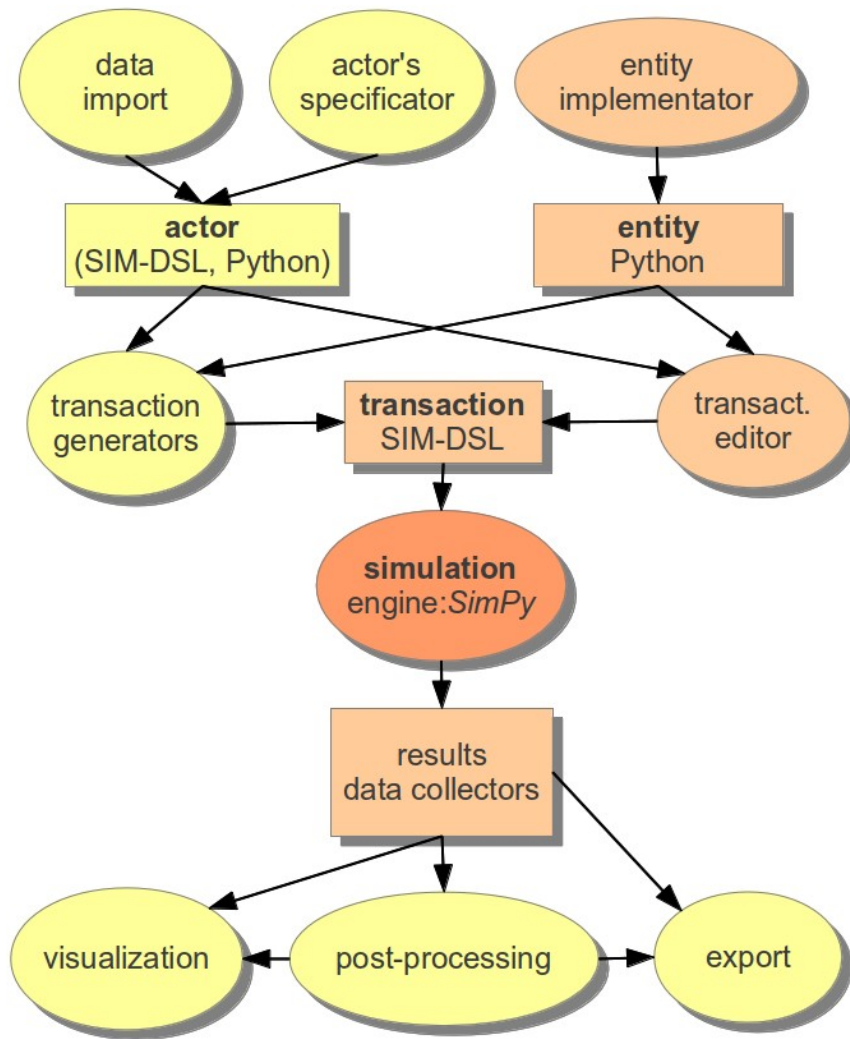 data
import
actor's
specificator
entity
implementator
actor
(SIM-DSL, Python)
entity
Python
transaction
generators
transaction
SIM-DSL
transact.
editor
simulation
engine:SimPy
results
data collectors
visualization
post-processing
export